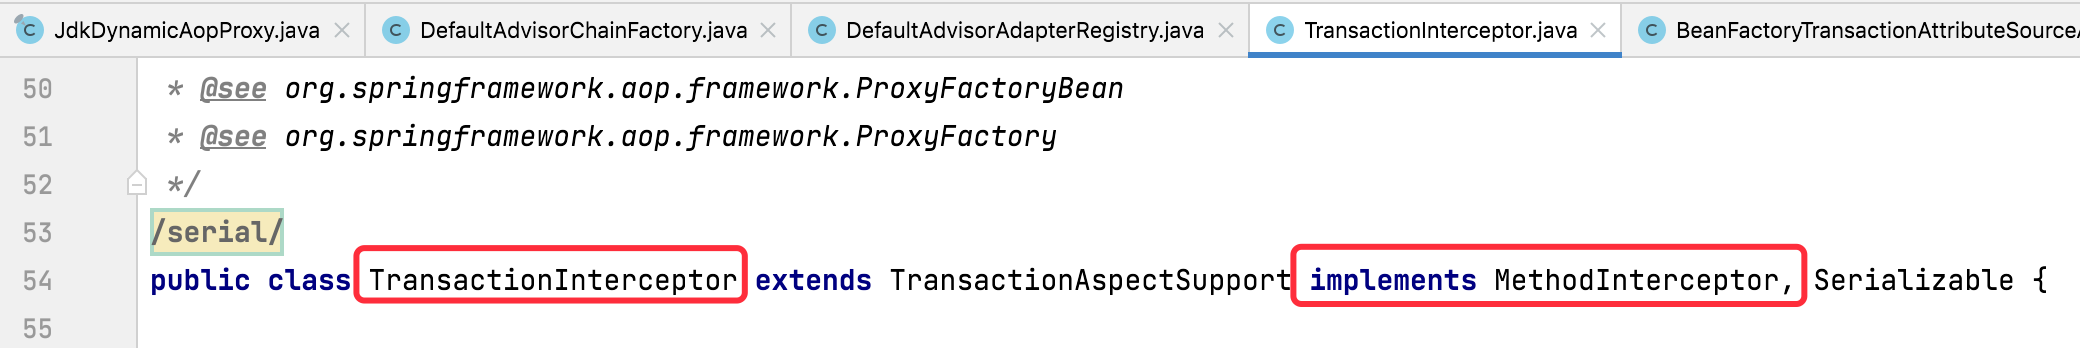 JdkDynamicAopProxy.java DefaultAdvisorChainFactory.java DefaultAdvisorAdapterRegistry.java TransactionInterceptor.java BeanFactoryTransactionAttributeSourceA
50 * @see org.springframework.aop.framework.ProxyFactoryBean
51 * @see org.springframework.aop.framework.ProxyFactory
52 */
53 /serial/
54 public class TransactionInterceptor extends TransactionAspectSupport implements MethodInterceptor, Serializable {
55